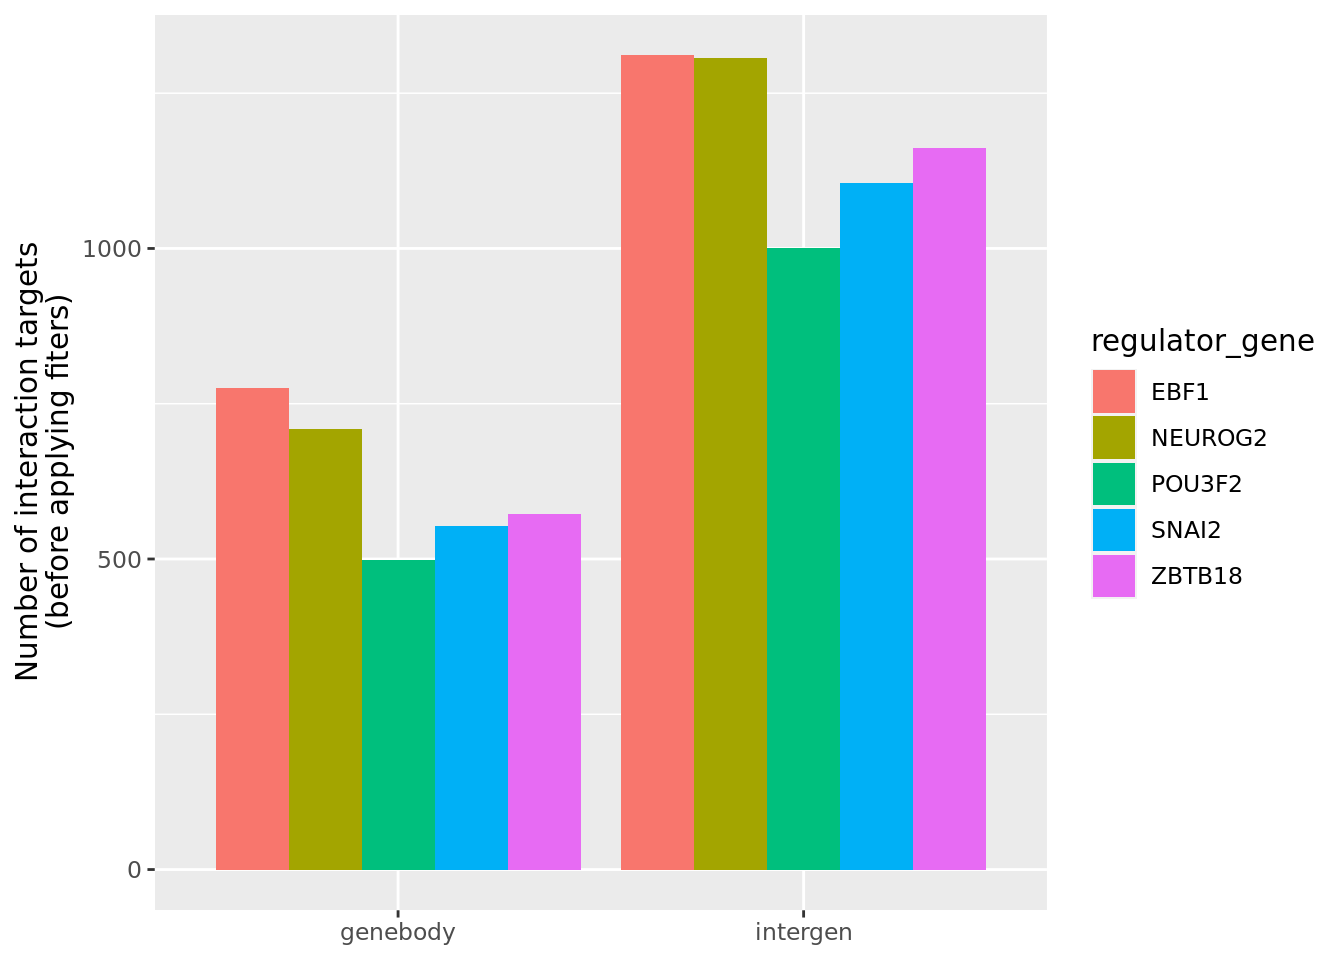 Number of interaction targets
(before applying fiters)
1000
500
0
genebody
intergen
regulator_gene
EBF1
NEUROG2
POU3F2
SNAI2
ZBTB18